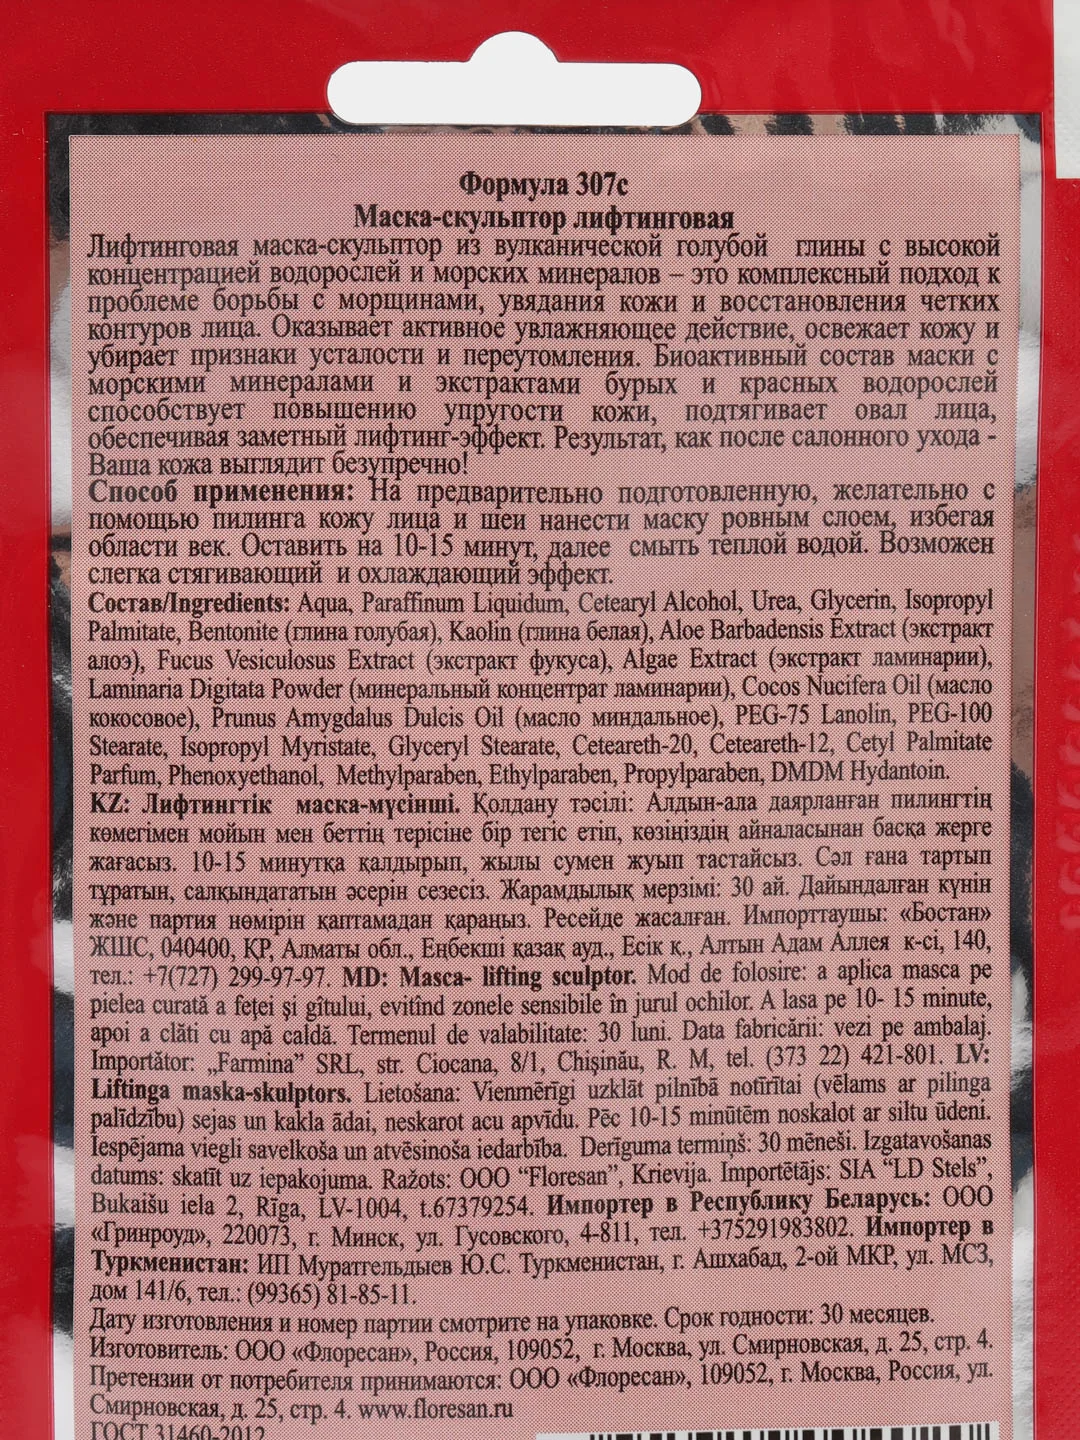 Формула 307с
Маска-скульптор лифтинговая
Лифтинговая маска-скульптор из вулканической голубой глины с высокой
концентрацией водорослей и морских минералов – это комплексный подход к
проблеме борьбы с морщинами, увядания кожи и восстановления четких
контуров лица. Оказывает активное увлажняющее действие, освежает кожу и
убирает признаки усталости и переутомления. Биоактивный состав маски с
морскими минералами и экстрактами бурых и красных водорослей
способствует повышению упругости кожи, подтягивает овал лица,
обеспечивая заметный лифтинг-эффект. Результат, как после салонного ухода -
Ваша кожа выглядит безупречно!
Способ применения: На предварительно подготовленную, желательно с
помощью пилинга кожу лица и шеи нанести маску ровным слоем, избегая
области век. Оставить на 10-15 минут, далее смыть теплой водой. Возможен
слегка стягивающий и охлаждающий эффект.
Состав/Ingredients: Aqua, Paraffinum Liquidum, Cetearyl Alcohol, Urea, Glycerin, Isopropyl
Palmitate, Bentonite (глина голубая), Kaolin (глина белая), Aloe Barbadensis Extract (экстракт
алоэ), Fucus Vesiculosus Extract (экстракт фукуса), Algae Extract (экстракт ламинарии),
Laminaria Digitata Powder (минеральный концентрат ламинарии), Cocos Nucifera Oil (масло
кокосовое), Prunus Amygdalus Dulcis Oil (масло миндальное), PEG-75 Lanolin, PEG-100
Stearate, Isopropyl Myristate, Glyceryl Stearate, Ceteareth-20, Ceteareth-12, Cetyl Palmitate
Parfum, Phenoxyethanol, Methylparaben, Ethylparaben, Propylparaben, DMDM Hydantoin.
KZ: Лифтингтік маска-мүсінші. Қолдану тәсілі: Алдын-ала даярланған пилингтің
көмегімен мойын мен беттің терісіне бір тегіс етіп, көзіңіздің айналасынан басқа жерге
жағасыз. 10-15 минутқа қалдырып, жылы сумен жуып тастайсыз. Сәл ғана тартып
тұратын, салқындататын әсерін сезесіз. Жарамдылық мерзімі: 30 ай. Дайындалған күнін
және партия нөмірін қаптамадан қараңыз. Ресейде жасалған. Импорттаушы: «Бостан»
ЖШС, 040400, ҚР, Алматы обл., Еңбекші қазақ ауд., Есік қ., Алтын Адам Аллея к-сі, 140,
тел.: +7(727) 299-97-97. MD: Masca- lifting sculptor. Mod de folosire: a aplica masca pe
pielea curată a feței și gîtului, evitînd zonele sensibile în jurul ochilor. A lasa pe 10- 15 minute,
apoi a clăti cu apă caldă. Termenul de valabilitate: 30 luni. Data fabricării: vezi pe ambalaj.
Importător: „Farmina” SRL, str. Ciocana, 8/1, Chișinău, R. M, tel. (373 22) 421-801. LV:
Liftinga maska-skulptors. Lietošana: Vienmērīgi uzklāt pilnībā notīrītai (vēlams ar pilinga
palīdzību) sejas un kakla ādai, neskarot acu apvīdu. Pēc 10-15 minūtēm noskalot ar siltu ūdeni.
Iespējama viegli savelkoša un atvēsinoša iedarbība. Derīguma termiņš: 30 mēneši. Izgatavošanas
datums: skatīt uz iepakojuma. Ražots: OOO “Floresan”, Krievija. Importētājs: SIA “LD Stels”,
Bukaišu iela 2, Rīga, LV-1004, t.67379254. Импортер в Республику Беларусь: ООО
«Гринроуд», 220073, г. Минск, ул. Гусовского, 4-811, тел. +375291983802. Импортер в
Туркменистан: ИП Мураттельдыев Ю.С. Туркменистан, г. Ашхабад, 2-ой МКР, ул. МСЗ,
дом 141/6, тел.: (99365) 81-85-11.
Дату изготовления и номер партии смотрите на упаковке. Срок годности: 30 месяцев.
Изготовитель: ООО «Флоресан», Россия, 109052, г. Москва, ул. Смирновская, д. 25, стр. 4.
Претензии от потребителя принимаются: ООО «Флоресан», 109052, г. Москва, Россия, ул.
Смирновская, д. 25, стр. 4. www.floresan.ru
ГОСТ 31460-2012